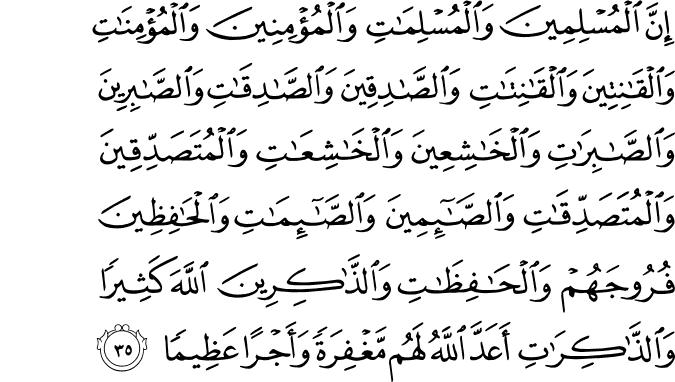 إِنَّ ٱلْمُسْلِمِينَ وَٱلْمُسْلِمَـٰتِ وَٱلْمُؤْمِنِينَ وَٱلْمُؤْمِنَـٰتِ
وَٱلْقَـٰنِتِينَ وَٱلْقَـٰنِتَـٰتِ وَٱلصَّـٰدِقِينَ وَٱلصَّـٰدِقَـٰتِ وَٱلصَّـٰبِرِينَ
وَٱلصَّـٰبِرَٰتِ وَٱلْخَـٰشِعِينَ وَٱلْخَـٰشِعَـٰتِ وَٱلْمُتَصَدِّقِينَ
وَٱلْمُتَصَدِّقَـٰتِ وَٱلصَّـٰٓئِمِينَ وَٱلصَّـٰٓئِمَـٰتِ وَٱلْحَـٰفِظِينَ
فُرُوجَهُمْ وَٱلْحَـٰفِظَـٰتِ وَٱلذَّٰكِرِينَ ٱللَّهَ كَثِيرًا
وَٱلذَّٰكِرَٰتِ أَعَدَّ ٱللَّهُ لَهُم مَّغْفِرَةً وَأَجْرًا عَظِيمًا ٣٥